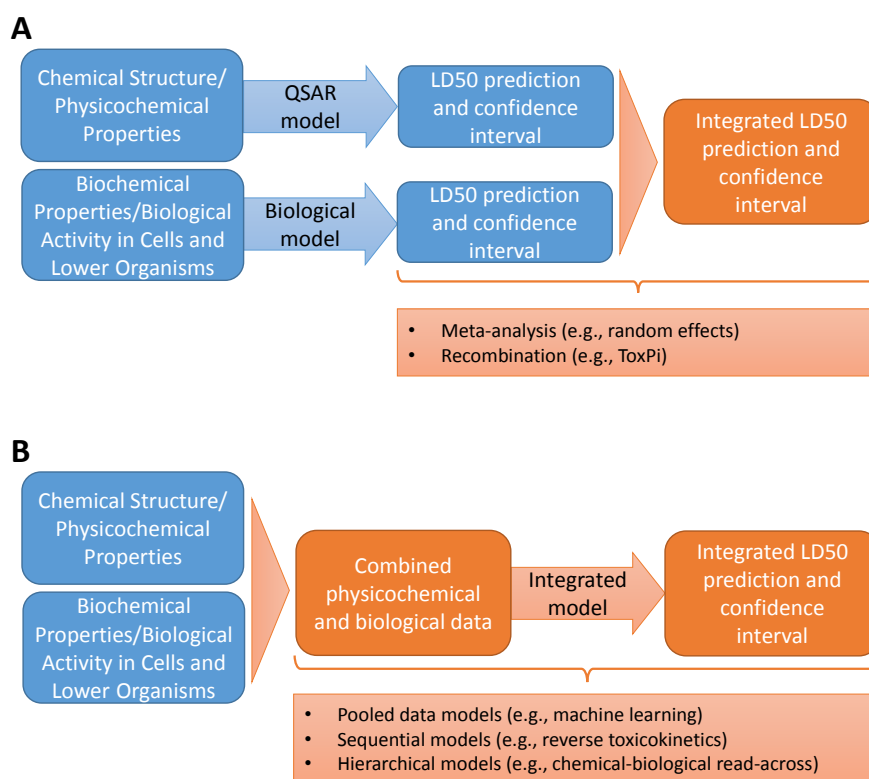 A
Chemical Structure/
Physicochemical
Properties
QSAR
model
LD50 prediction
and confidence
interval
Integrated LD50
prediction and
confidence
interval
Biochemical
Properties/Biological
Activity in Cells and
Lower Organisms
Biological
model
LD50 prediction
and confidence
interval
• Meta-analysis (e.g., random effects)
• Recombination (e.g., ToxPi)
B
Chemical Structure/
Physicochemical
Properties
Biochemical
Properties/Biological
Activity in Cells and
Lower Organisms
Combined
physicochemical
and biological data
Integrated
model
Integrated LD50
prediction and
confidence
interval
• Pooled data models (e.g., machine learning)
• Sequential models (e.g., reverse toxicokinetics)
• Hierarchical models (e.g., chemical-biological read-across)